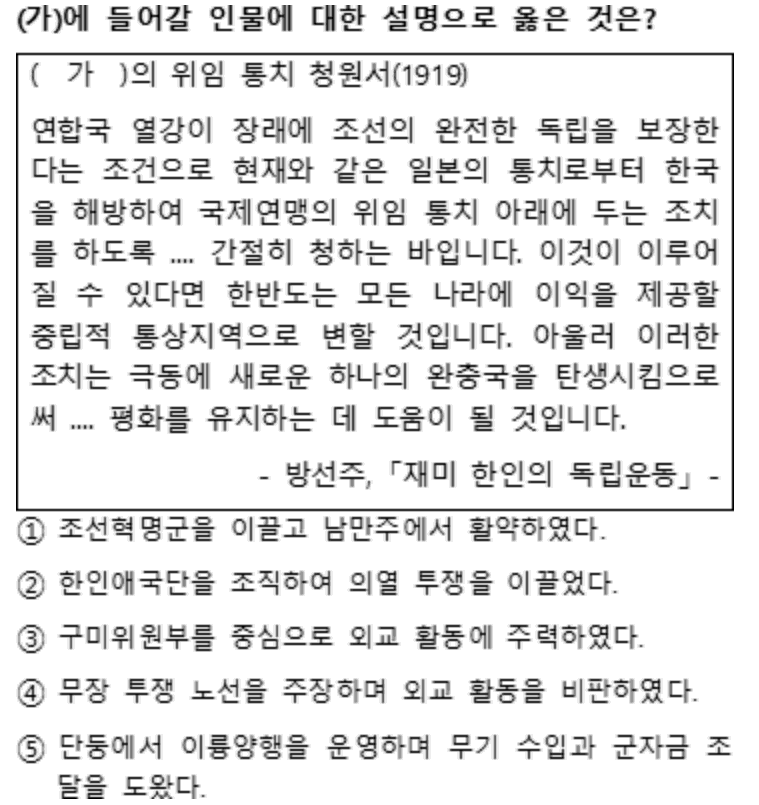 (가)에 들어갈 인물에 대한 설명으로 옳은 것은?
( 가 )의 위임 통치 청원서(1919)
연합국 열강이 장래에 조선의 완전한 독립을 보장한
다는 조건으로 현재와 같은 일본의 통치로부터 한국
을 해방하여 국제연맹의 위임 통치 아래에 두는 조치
를 하도록 .... 간절히 청하는 바입니다. 이것이 이루어
질 수 있다면 한반도는 모든 나라에 이익을 제공할
중립적 통상지역으로 변할 것입니다. 아울러 이러한
조치는 극동에 새로운 하나의 완충국을 탄생시킴으로
써 .... 평화를 유지하는 데 도움이 될 것입니다.
- 방선주, 「재미 한인의 독립운동」 -
① 조선혁명군을 이끌고 남만주에서 활약하였다.
② 한인애국단을 조직하여 의열 투쟁을 이끌었다.
③ 구미위원부를 중심으로 외교 활동에 주력하였다.
④ 무장 투쟁 노선을 주장하며 외교 활동을 비판하였다.
⑤ 단둥에서 이륭양행을 운영하며 무기 수입과 군자금 조
달을 도왔다.